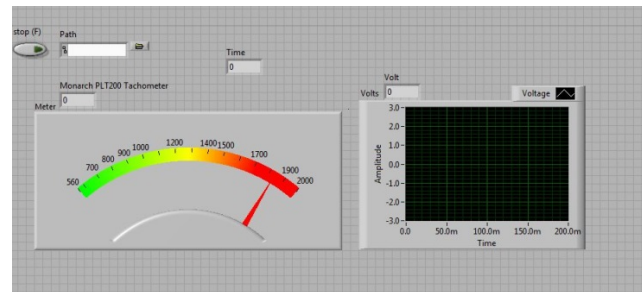 stop (F)
Path
Time
0
Monarch PLT200 Tachometer
0
Meter
560
700
800
900
1000
1200
1400
1500
1700
1900
2000
Volt
Volts
0
Voltage
3.0
2.0
1.0
0.0
-1.0
-2.0
-3.0
Amplitude
0.0
50.0m
100.0m
150.0m
200.0m
Time